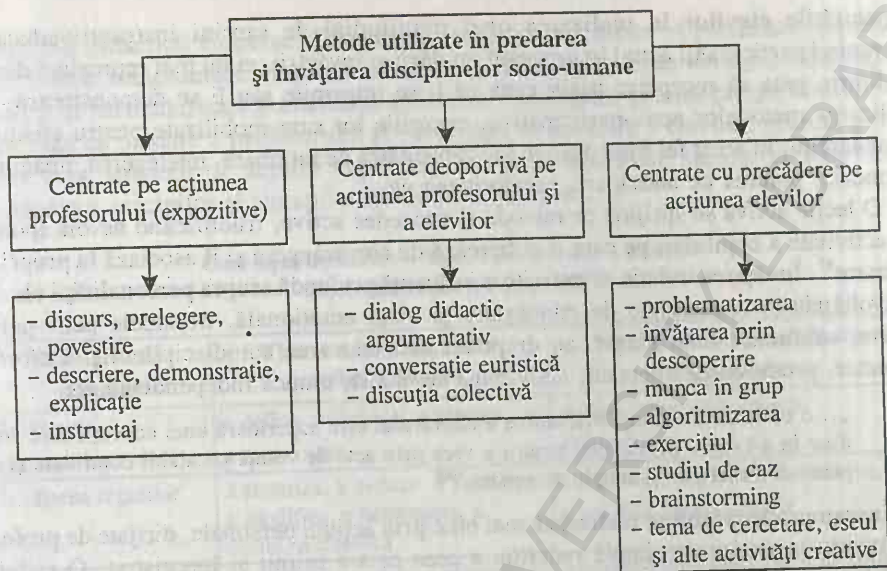 Metode utilizate în predarea
și învățarea disciplinelor socio-umane
Centrate pe acțiunea
profesorului (expozitive)
Centrate deopotrivă pe
acțiunea profesorului și
a elevilor
Centrate cu precădere pe
acțiunea elevilor
– discurs, prelegere,
povestire
– descriere, demonstrație,
explicație
– instructaj
– dialog didactic
argumentativ
– conversație euristică
– discuția colectivă
– problematizarea
– învățarea prin
descoperire
– munca în grup
– algoritmizarea
– exercițiul
– studiul de caz
– brainstorming
– tema de cercetare, eseul
și alte activități creative
VERSITY LIBRAR